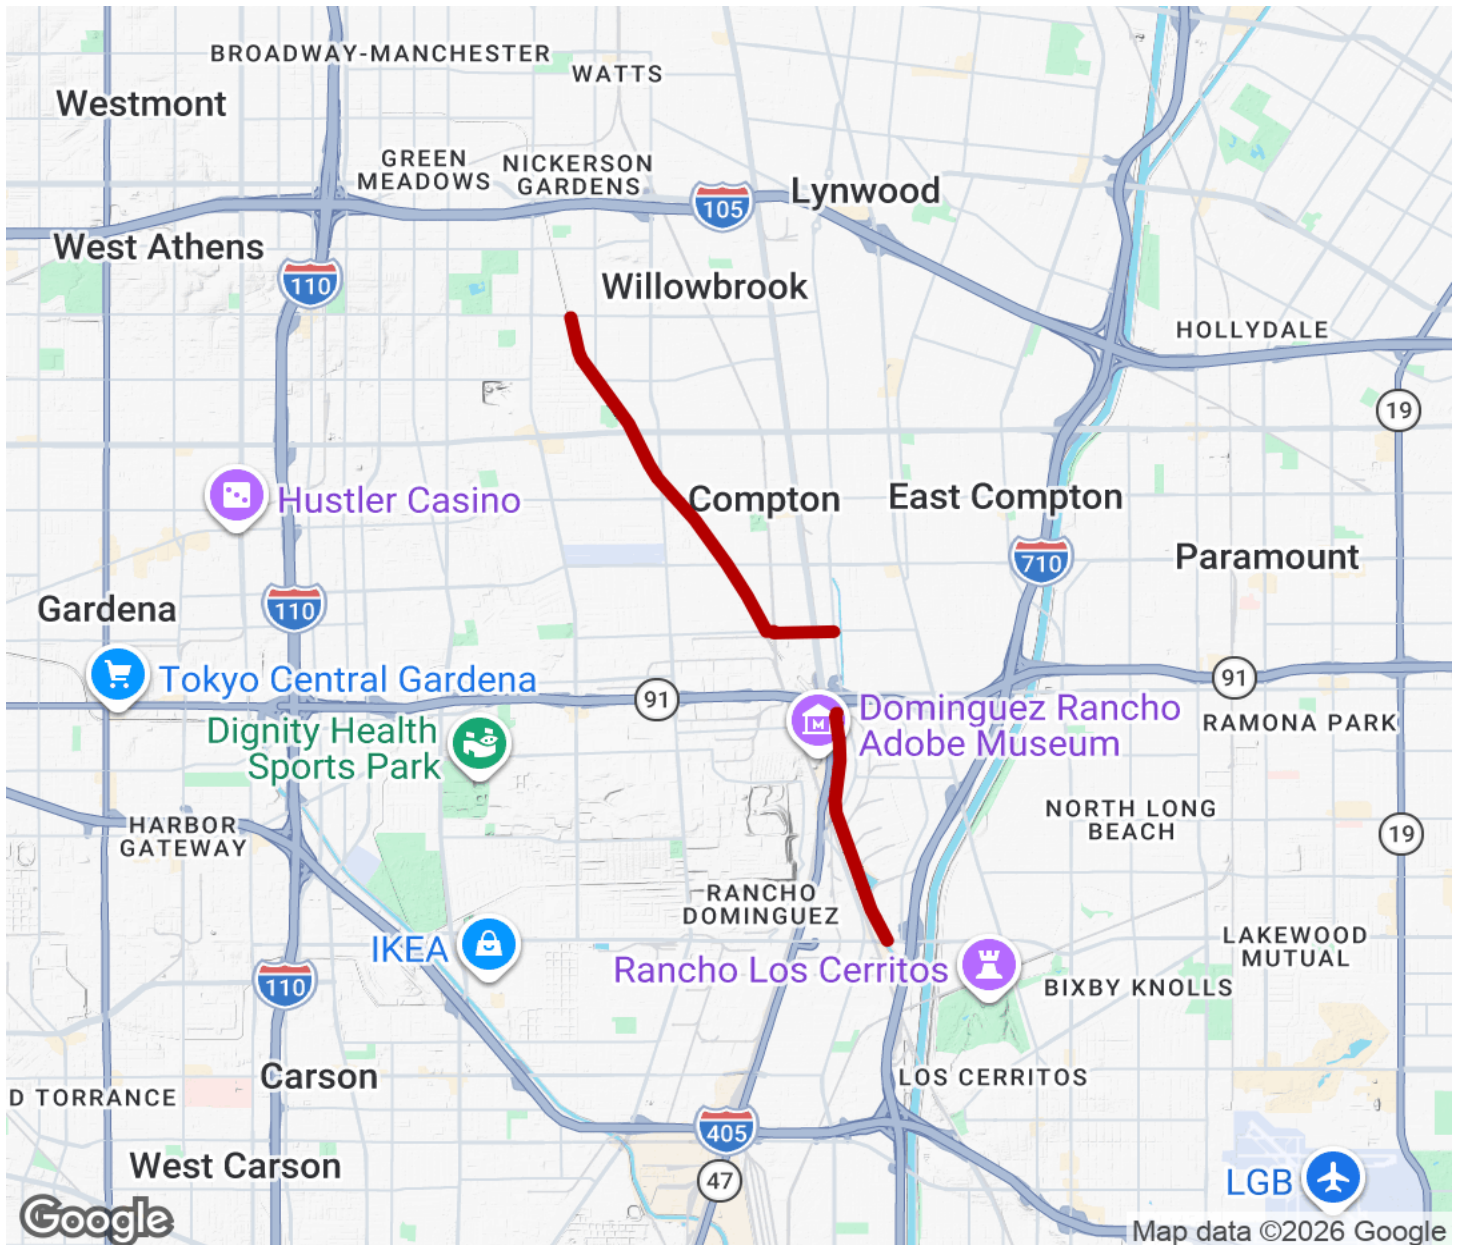 BROADWAY-MANCHESTER
WATTS
Westmont
GREEN
MEADOWS
NICKERSON
GARDENS
Lynwood
105
West Athens
110
Willowbrook
HOLLYDALE
19
Hustler Casino
Compton
East Compton
710
Paramount
Gardena
110
Tokyo Central Gardena
91
91
Dignity Health
Sports Park
Dominguez Rancho
Adobe Museum
RAMONA PARK
HARBOR
GATEWAY
NORTH LONG
BEACH
19
RANCHO
DOMINGUEZ
IKEA
Rancho Los Cerritos
LAKEWOOD
MUTUAL
110
BIXBY KNOLLS
Carson
LOS CERRITOS
D TORRANCE
405
West Carson
47
LGB
Google
Map data ©2026 Google